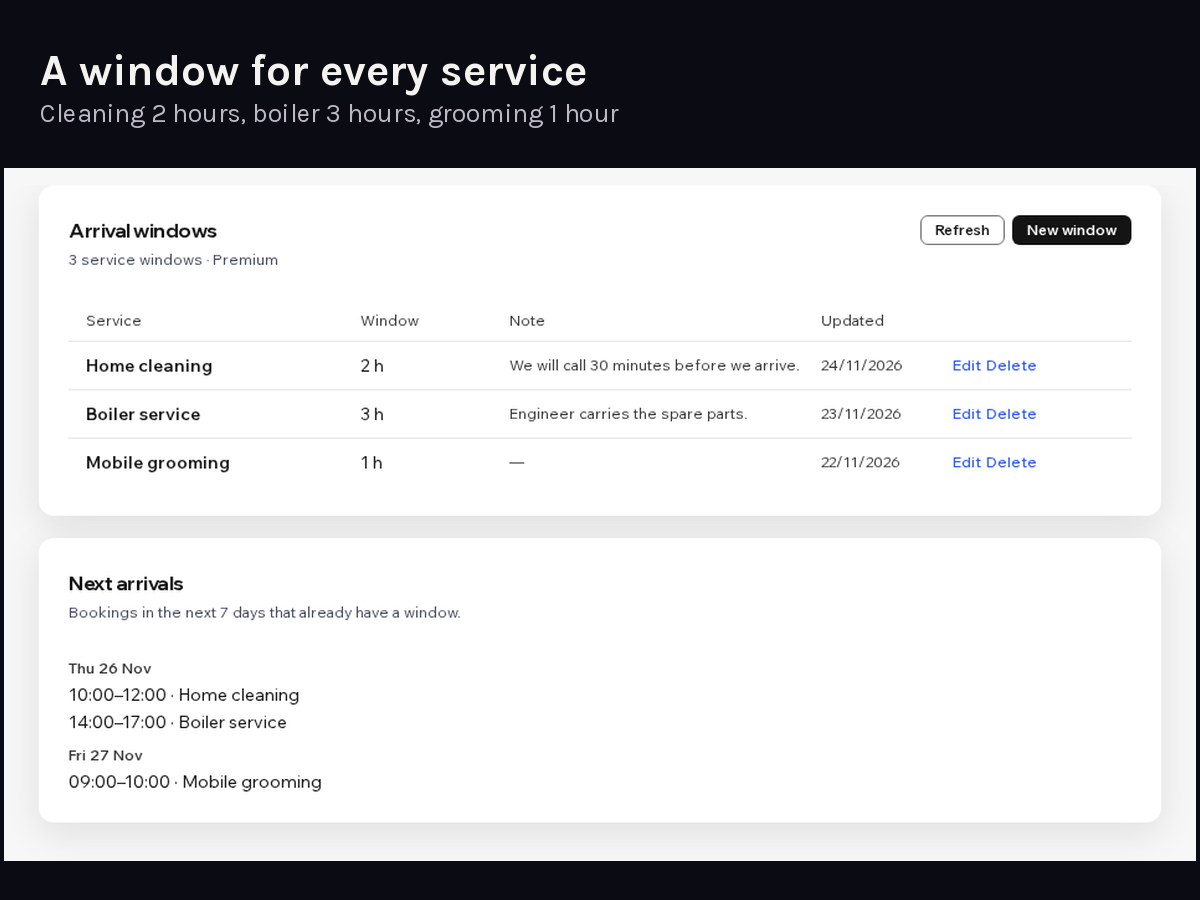 A window for every service
Cleaning 2 hours, boiler 3 hours, grooming 1 hour
Arrival windows
Refresh
New window
3 service windows · Premium
Service Window Note Updated
Home cleaning 2 h We will call 30 minutes before we arrive. 24/11/2026 Edit Delete
Boiler service 3 h Engineer carries the spare parts. 23/11/2026 Edit Delete
Mobile grooming 1 h — 22/11/2026 Edit Delete
Next arrivals
Bookings in the next 7 days that already have a window.
Thu 26 Nov
10:00–12:00 · Home cleaning
14:00–17:00 · Boiler service
Fri 27 Nov
09:00–10:00 · Mobile grooming